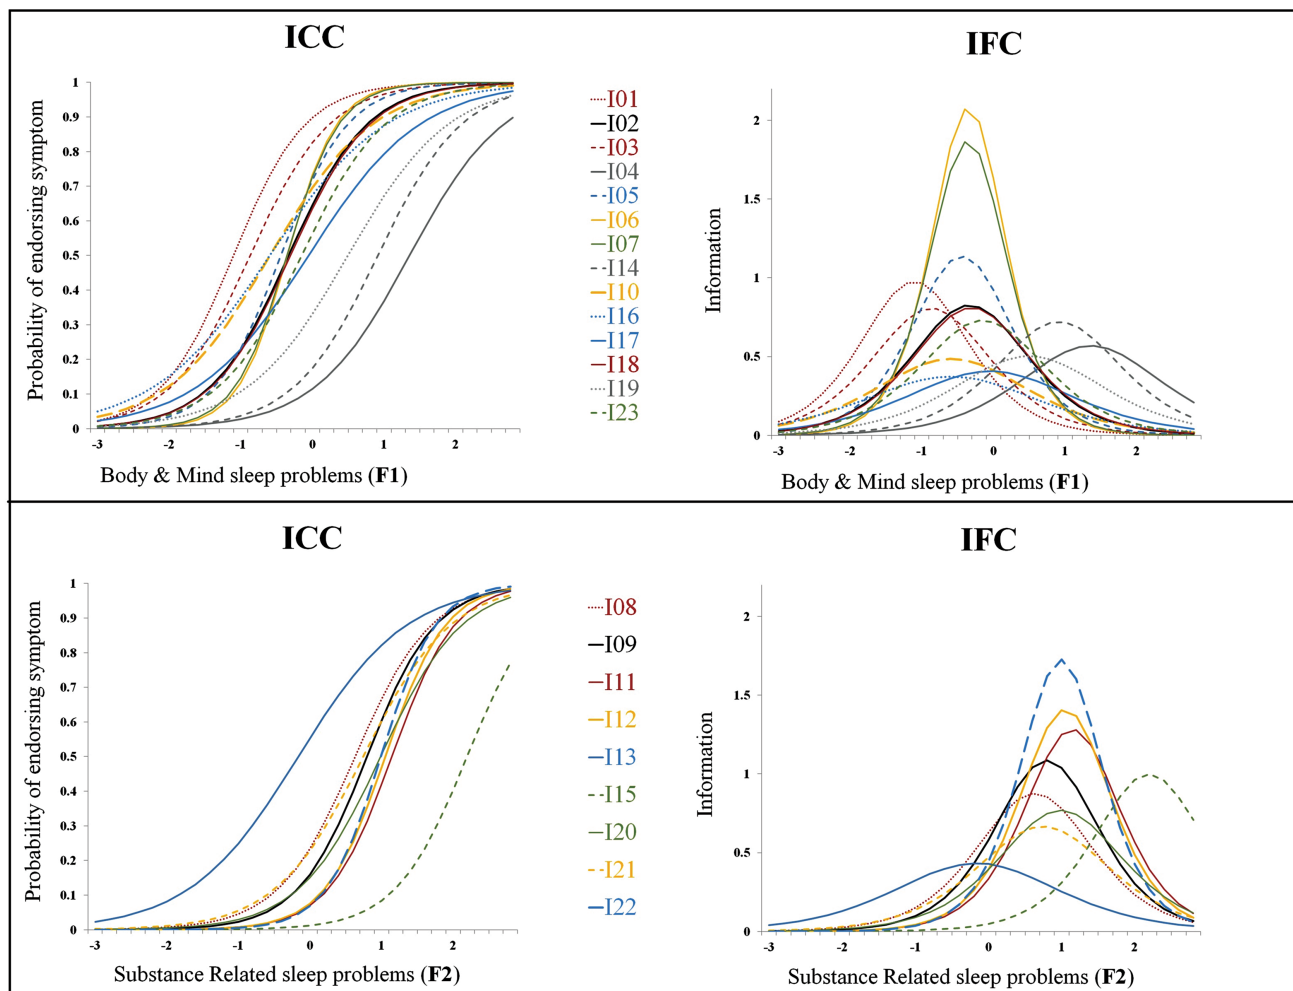 ICC
IFC
Probability of endorsing symptom
1
0.9
0.8
0.7
0.6
0.5
0.4
0.3
0.2
0.1
0
-3
-2
-1
0
1
2
Body & Mind sleep problems (F1)
I01
I02
I03
I04
I05
I06
I07
I14
I10
I16
I17
I18
I19
I23
Information
2
1.5
1
0.5
0
-3
-2
-1
0
1
2
Body & Mind sleep problems (F1)
ICC
IFC
Probability of endorsing symptom
1
0.9
0.8
0.7
0.6
0.5
0.4
0.3
0.2
0.1
0
-3
-2
-1
0
1
2
Substance Related sleep problems (F2)
I08
I09
I11
I12
I13
I15
I20
I21
I22
Information
2
1.5
1
0.5
0
-3
-2
-1
0
1
2
Substance Related sleep problems (F2)